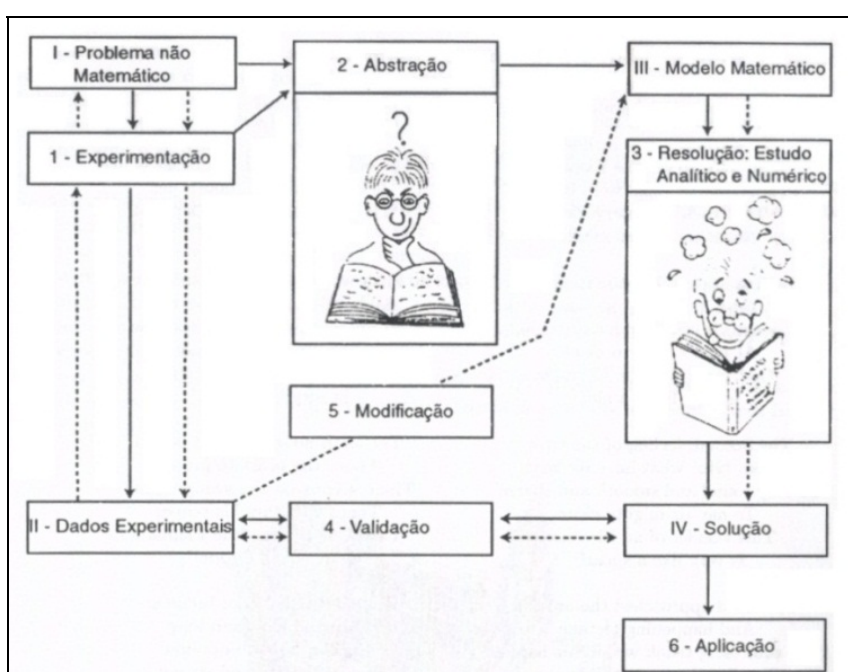 I - Problema não
Matemático
2 - Abstração
III - Modelo Matemático
1 - Experimentação
3 - Resolução: Estudo
Analítico e Numérico
?
5 - Modificação
II - Dados Experimentais
4 - Validação
IV - Solução
6 - Aplicação